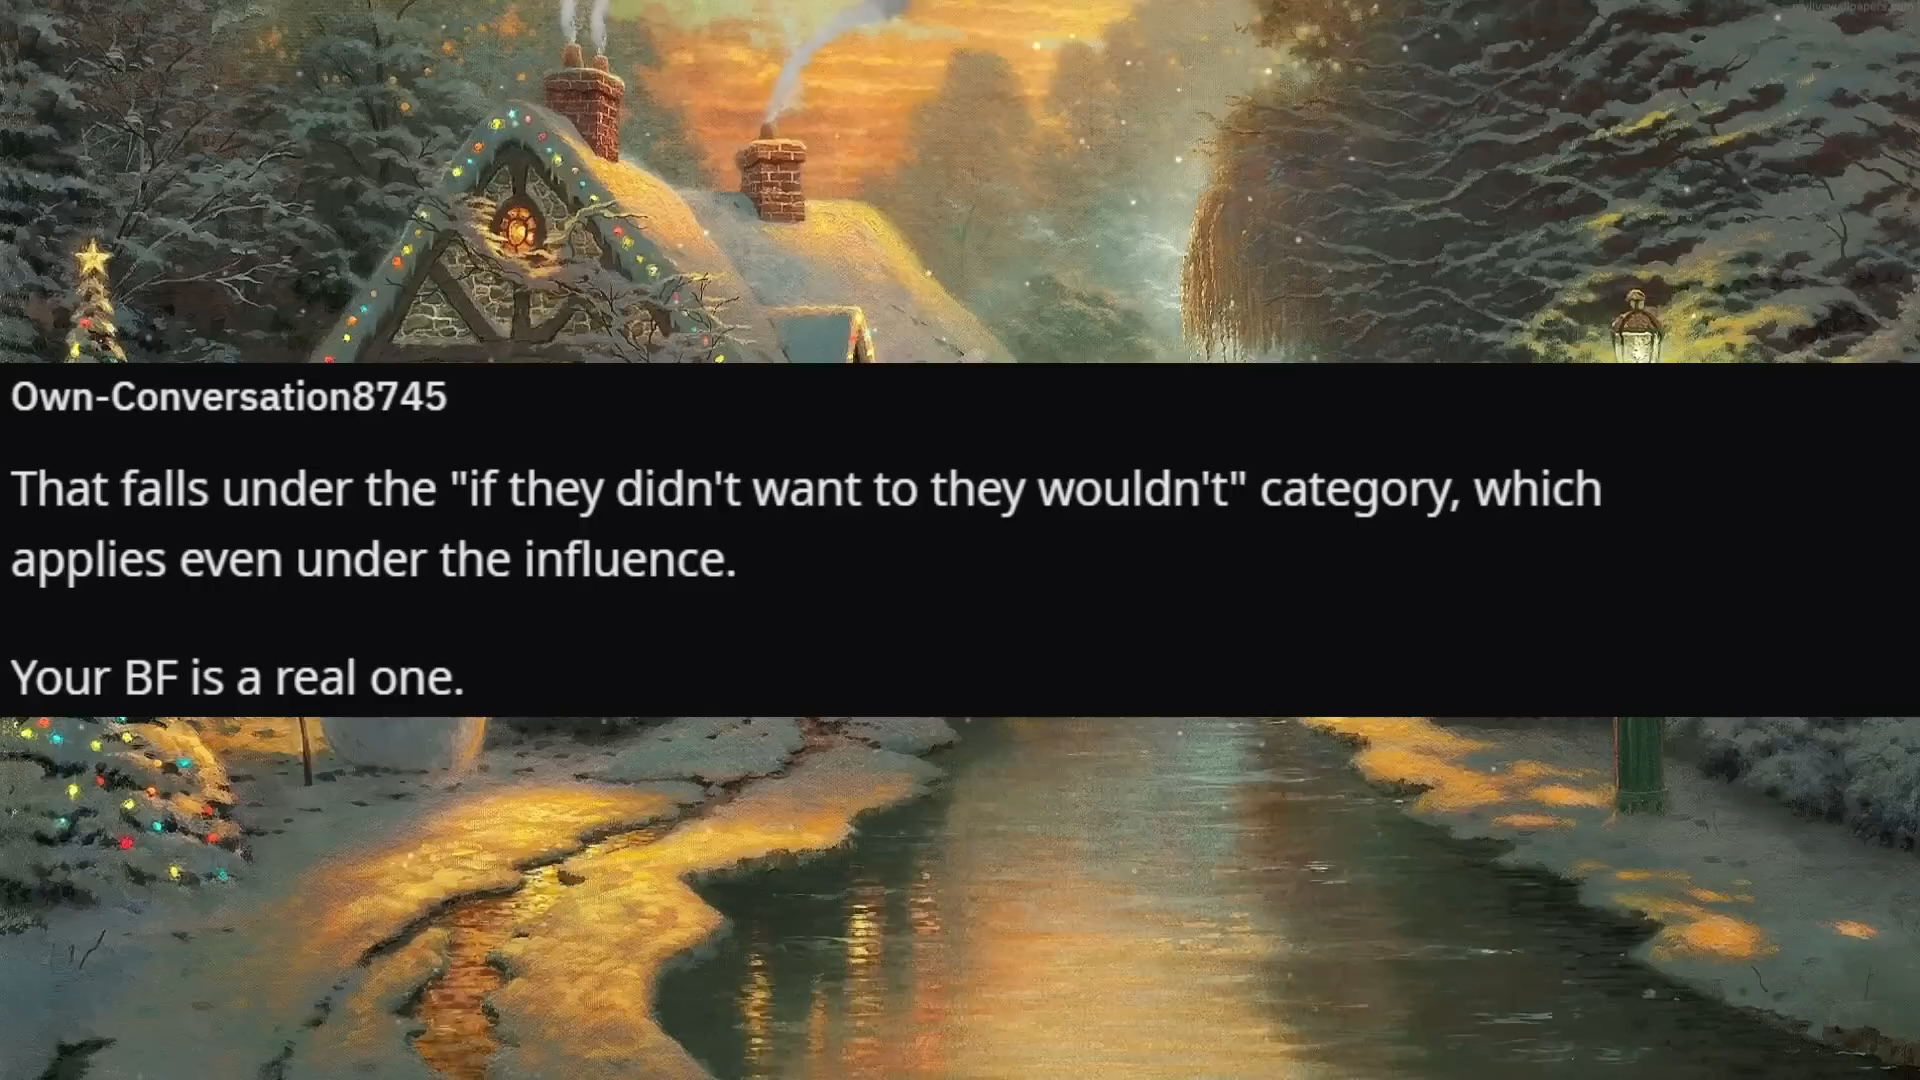 Own-Conversation8745
That falls under the "if they didn't want to they wouldn't" category, which
applies even under the influence.
Your BF is a real one.